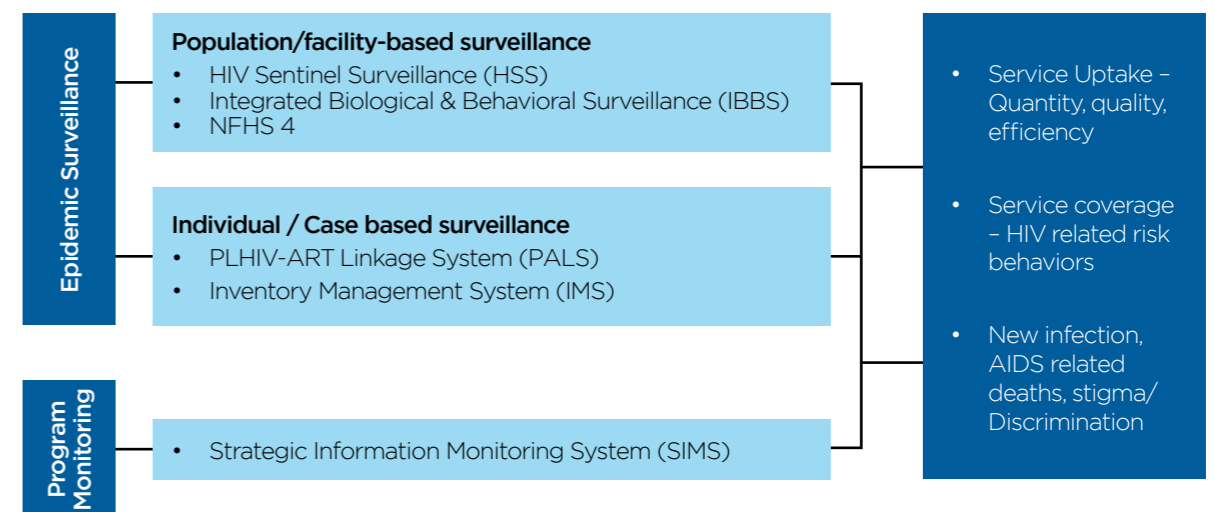 Epidemic Surveillance
Population/facility-based surveillance
• HIV Sentinel Surveillance (HSS)
• Integrated Biological & Behavioral Surveillance (IBBS)
• NFHS 4
Individual / Case based surveillance
• PLHIV-ART Linkage System (PALS)
• Inventory Management System (IMS)
Program
Monitoring
• Strategic Information Monitoring System (SIMS)
• Service Uptake –
Quantity, quality,
efficiency
• Service coverage
– HIV related risk
behaviors
• New infection,
AIDS related
deaths, stigma/
Discrimination